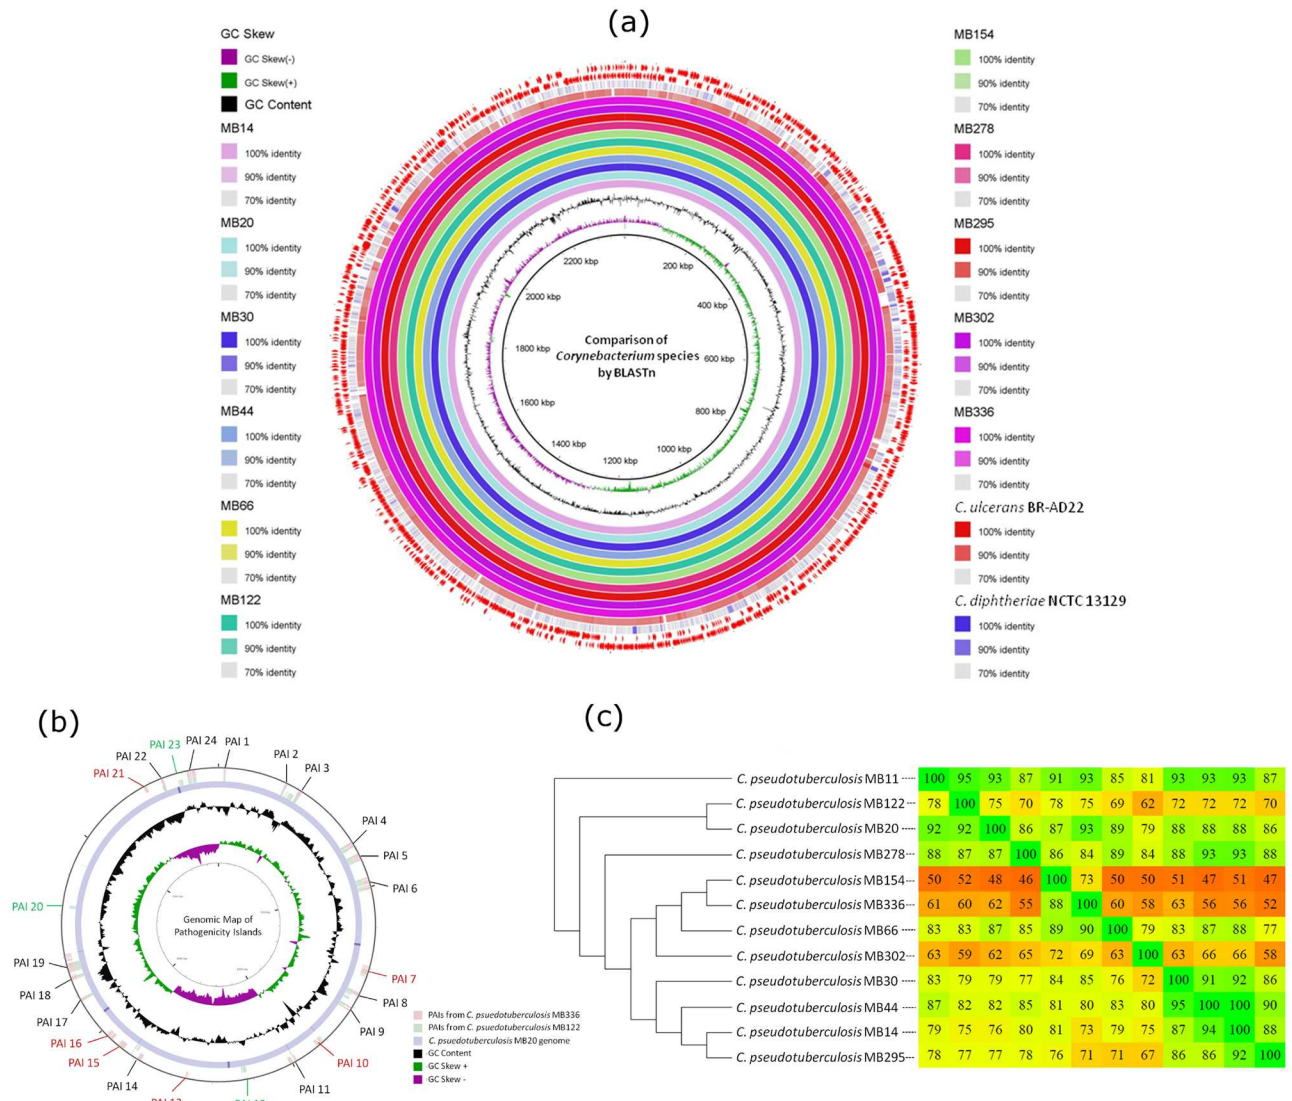 (a)
GC Skew
GC Skew(-)
GC Skew(+)
GC Content
MB14
100% identity
90% identity
70% identity
MB20
100% identity
90% identity
70% identity
MB30
100% identity
90% identity
70% identity
MB44
100% identity
90% identity
70% identity
MB66
100% identity
90% identity
70% identity
MB122
100% identity
90% identity
70% identity
2200 kbp
200 kbp
2000 kbp
400 kbp
1800 kbp
600 kbp
1600 kbp
800 kbp
1400 kbp
1000 kbp
1200 kbp
Comparison of
Corynebacterium species
by BLASTn
MB154
100% identity
90% identity
70% identity
MB278
100% identity
90% identity
70% identity
MB295
100% identity
90% identity
70% identity
MB302
100% identity
90% identity
70% identity
MB336
100% identity
90% identity
70% identity
C. ulcerans BR-AD22
100% identity
90% identity
70% identity
C. diphtheriae NCTC 13129
100% identity
90% identity
70% identity
(b)
PAI 1
PAI 2
PAI 3
PAI 4
PAI 5
PAI 6
PAI 7
PAI 8
PAI 9
PAI 10
PAI 11
PAI 14
PAI 15
PAI 16
PAI 17
PAI 18
PAI 19
PAI 20
PAI 21
PAI 22
PAI 23
PAI 24
Genomic Map of
Pathogenicity Islands
PAIs from C. psuedotuberculosis MB336
PAIs from C. psuedotuberculosis MB122
C. psuedotuberculosis MB20 genome
GC Content
GC Skew +
GC Skew -
(c)
C. pseudotuberculosis MB11 100 95 93 87 91 93 85 81 93 93 93 87
C. pseudotuberculosis MB122 78 100 75 70 78 75 69 62 72 72 72 70
C. pseudotuberculosis MB20 92 92 100 86 87 93 89 79 88 88 88 86
C. pseudotuberculosis MB278 88 87 87 100 86 84 89 84 88 93 93 88
C. pseudotuberculosis MB154 50 52 48 46 100 73 50 50 51 47 51 47
C. pseudotuberculosis MB336 61 60 62 55 88 100 60 58 63 56 56 52
C. pseudotuberculosis MB66 83 83 87 85 89 90 100 79 83 87 88 77
C. pseudotuberculosis MB302 63 59 62 65 72 69 63 100 63 66 66 58
C. pseudotuberculosis MB30 83 79 79 77 84 85 76 72 100 91 92 86
C. pseudotuberculosis MB44 87 82 82 85 81 80 83 80 95 100 100 90
C. pseudotuberculosis MB14 79 75 76 80 81 73 79 75 87 94 100 88
C. pseudotuberculosis MB295 78 77 77 78 76 71 71 67 86 86 92 100